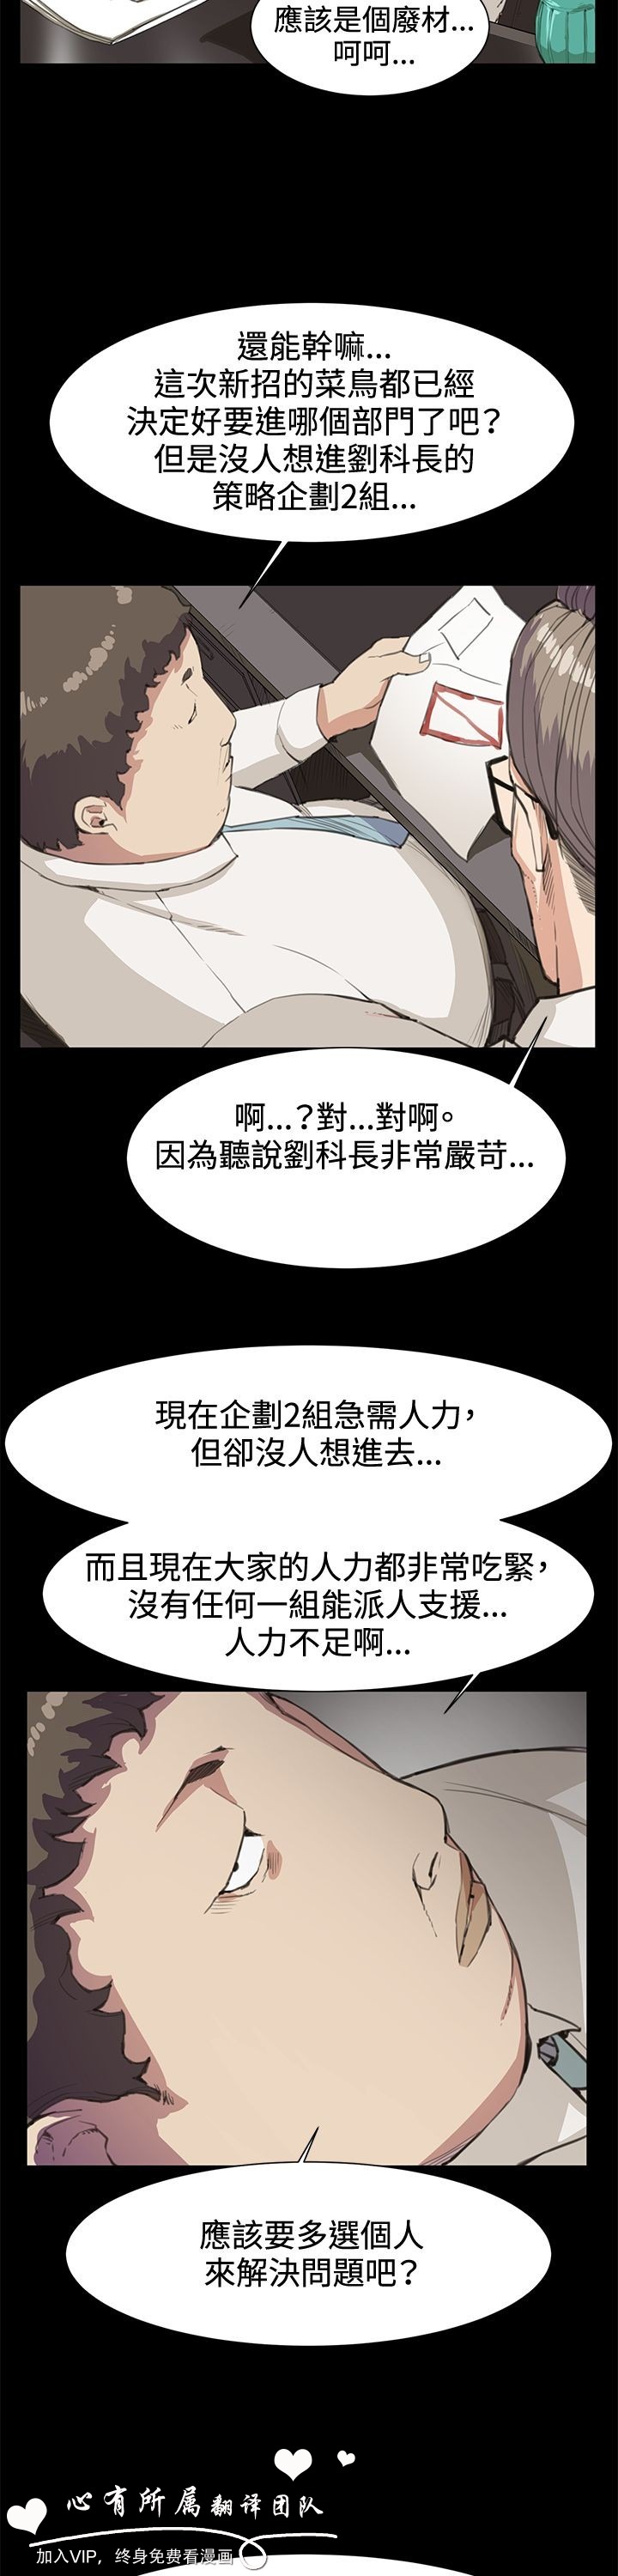 應該是個廢材...
呵呵...
還能幹嘛...
這次新招的菜鳥都已經
決定好要進哪個部門了吧？
但是沒人想進劉科長的
策略企劃2組...
啊...？對...對啊。
因為聽說劉科長非常嚴苛...
現在企劃2組急需人力，
但卻沒人想進去...
而且現在大家的人力都非常吃緊，
沒有任何一組能派人支援...
人力不足啊...
應該要多選個人
來解決問題吧？
心有所属翻译团队
加入VIP，终身免费看漫画